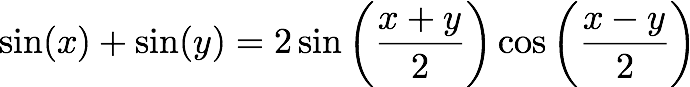 sin(x) + sin(y) = 2 sin ((x + y)/2) cos ((x − y)/2)